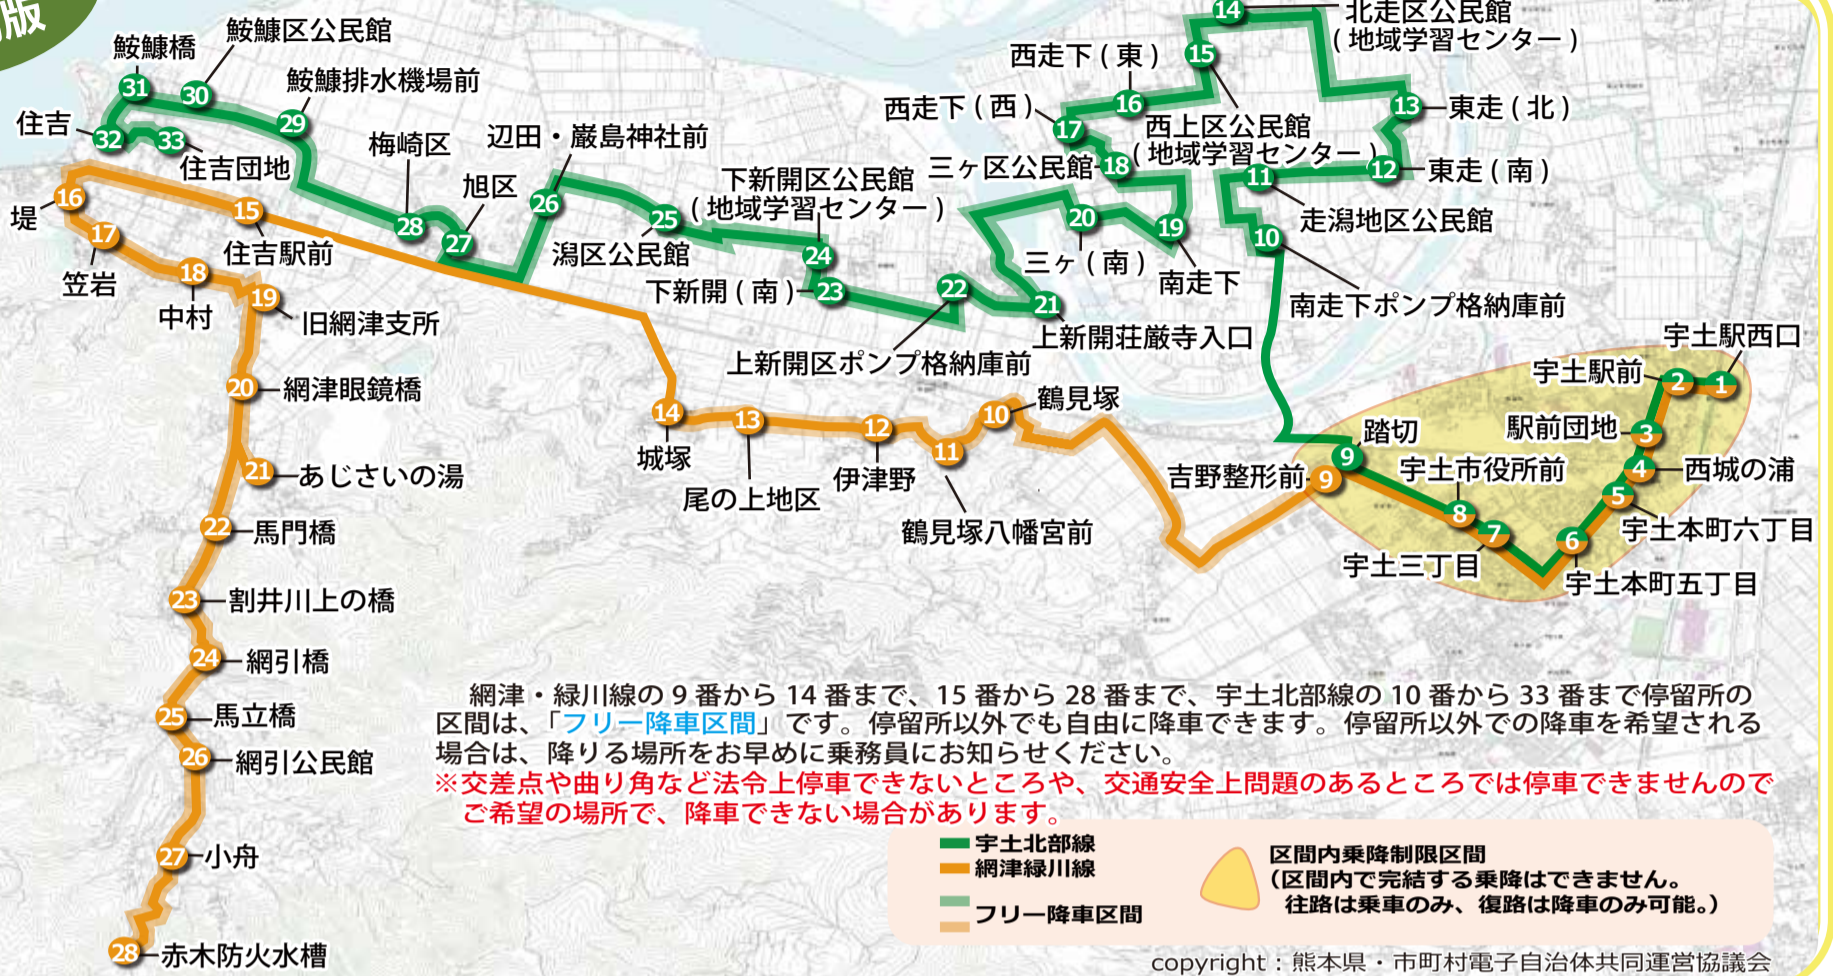 版
14
北走区公民館
(地域学習センター)
鮟鱇区公民館
鮟鱇橋
西走下(東)
15
鮟鱇排水機場前
31
30
西走下(西)
16
13
東走(北)
住吉
32
33
29
梅崎区
辺田・厳島神社前
17
西上区公民館
(地域学習センター)
住吉団地
下新開区公民館
(地域学習センター)
三ヶ区公民館
18
12
東走(南)
11
旭区
16
堤
15
26
25
20
19
走潟地区公民館
17
28
27
潟区公民館
24
10
住吉駅前
三ヶ(南)
南走下
笠岩
18
中村
19
下新開(南)
23
22
21
南走下ポンプ格納庫前
旧網津支所
上新開荘厳寺入口
宇土駅西口
上新開区ポンプ格納庫前
宇土駅前
2
1
20
網津眼鏡橋
鶴見塚
14
13
12
11
10
駅前団地
3
踏切
城塚
9
宇土市役所前
4
西城の浦
21
あじさいの湯
伊津野
吉野整形前
9
尾の上地区
5
宇土本町六丁目
22
馬門橋
鶴見塚八幡宮前
8
7
6
宇土三丁目
宇土本町五丁目
23
割井川上の橋
24
網引橋
25
馬立橋
26
網引公民館
27
小舟
28
赤木防火水槽
網津・緑川線の9番から14番まで、15番から28番まで、宇土北部線の10番から33番まで停留所の
区間は、「フリー降車区間」です。停留所以外でも自由に降車できます。停留所以外での降車を希望される
場合は、降りる場所をお早めに乗務員にお知らせください。
※交差点や曲り角など法令上停車できないところや、交通安全上問題のあるところでは停車できませんので
ご希望の場所で、降車できない場合があります。
宇土北部線
網津緑川線
フリー降車区間
区間内乗降制限区間
(区間内で完結する乗降はできません。
往路は乗車のみ、復路は降車のみ可能。)
copyright:熊本県・市町村電子自治体共同運営協議会